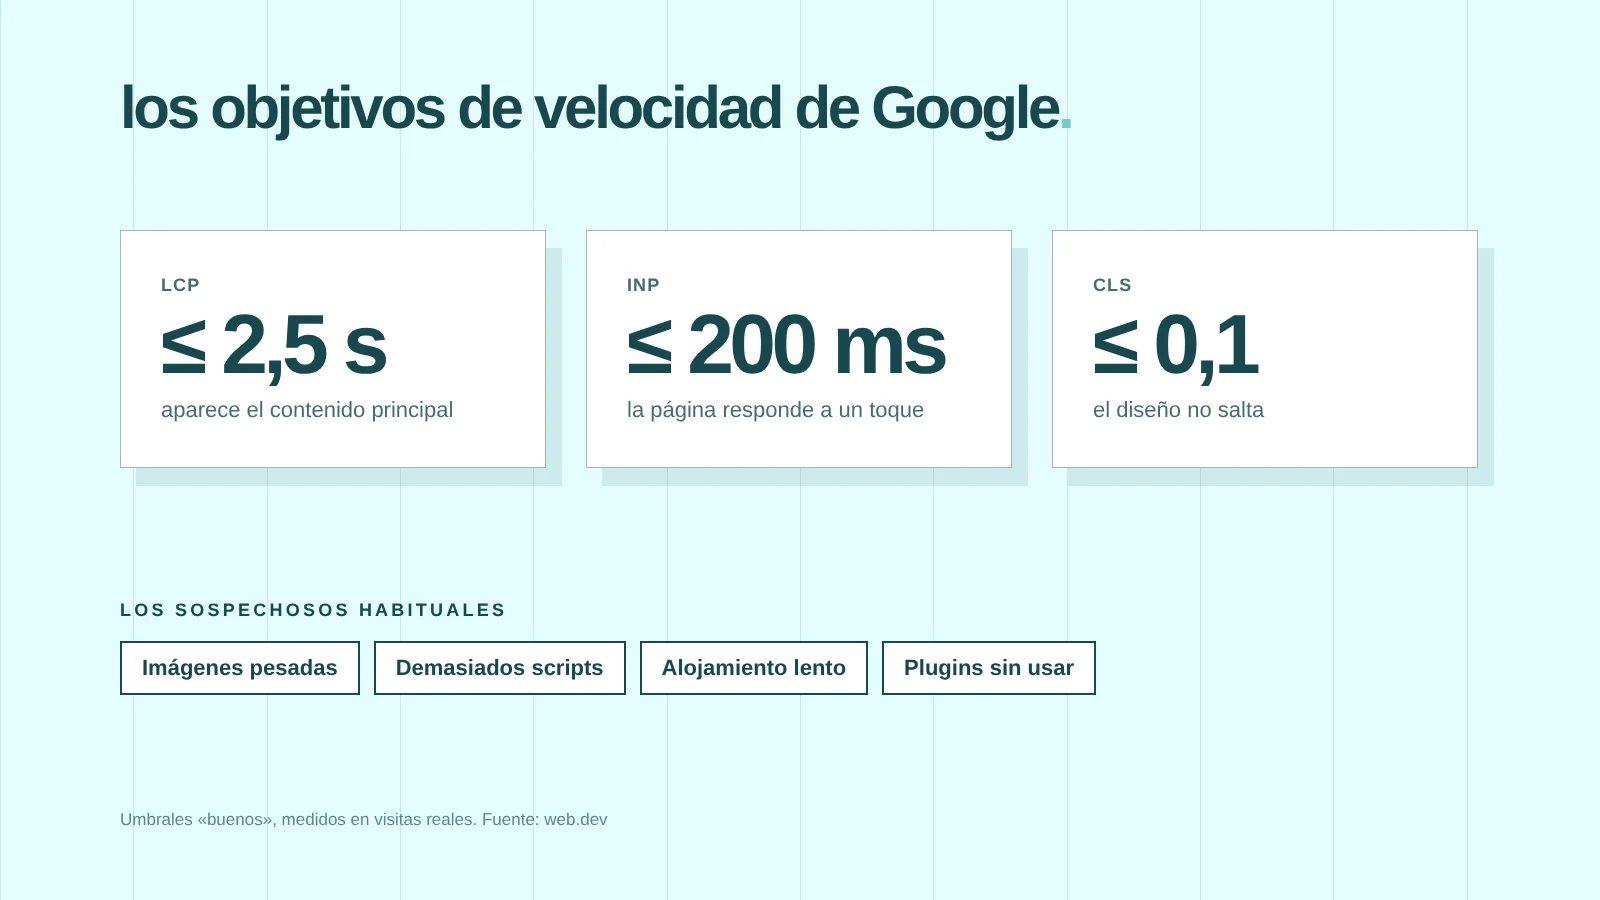 los objetivos de velocidad de Google.
LCP
≤ 2,5 s
aparece el contenido principal
INP
≤ 200 ms
la página responde a un toque
CLS
≤ 0,1
el diseño no salta
LOS SOSPECHOSOS HABITUALES
Imágenes pesadas
Demasiados scripts
Alojamiento lento
Plugins sin usar
Umbrales «buenos», medidos en visitas reales. Fuente: web.dev